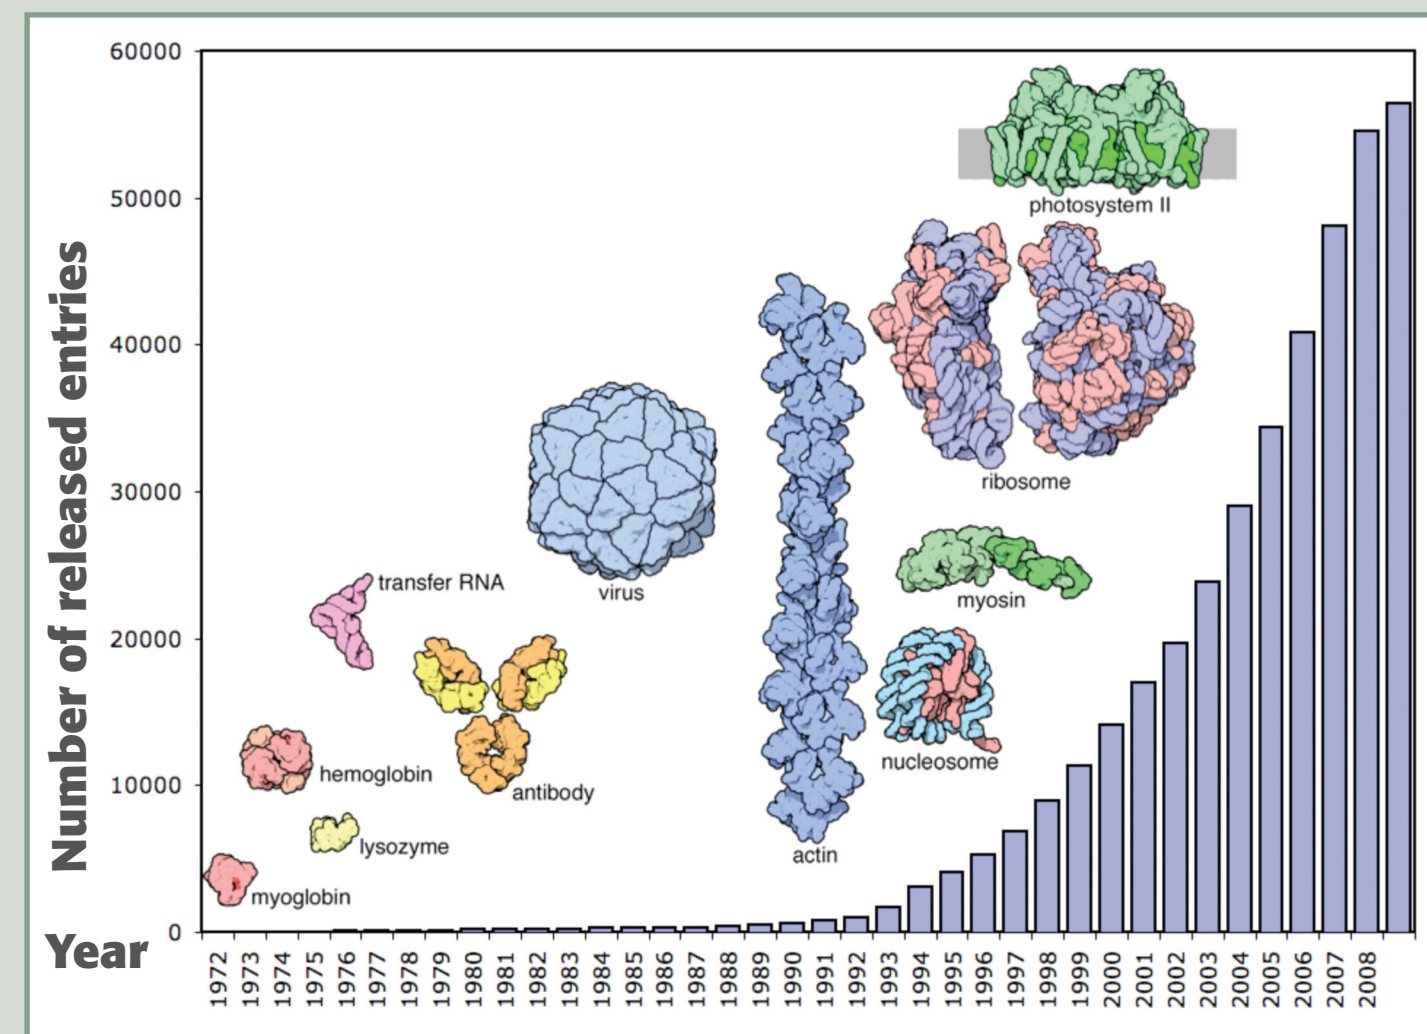 Number of released entries
60000
50000
40000
30000
20000
10000
0
photosystem II
ribosome
transfer RNA
virus
myosin
nucleosome
hemoglobin
antibody
lysozyme
actin
myoglobin
Year
1972 1973 1974 1975 1976 1977 1978 1979 1980 1981 1982 1983 1984 1985 1986 1987 1988 1989 1990 1991 1992 1993 1994 1995 1996 1997 1998 1999 2000 2001 2002 2003 2004 2005 2006 2007 2008